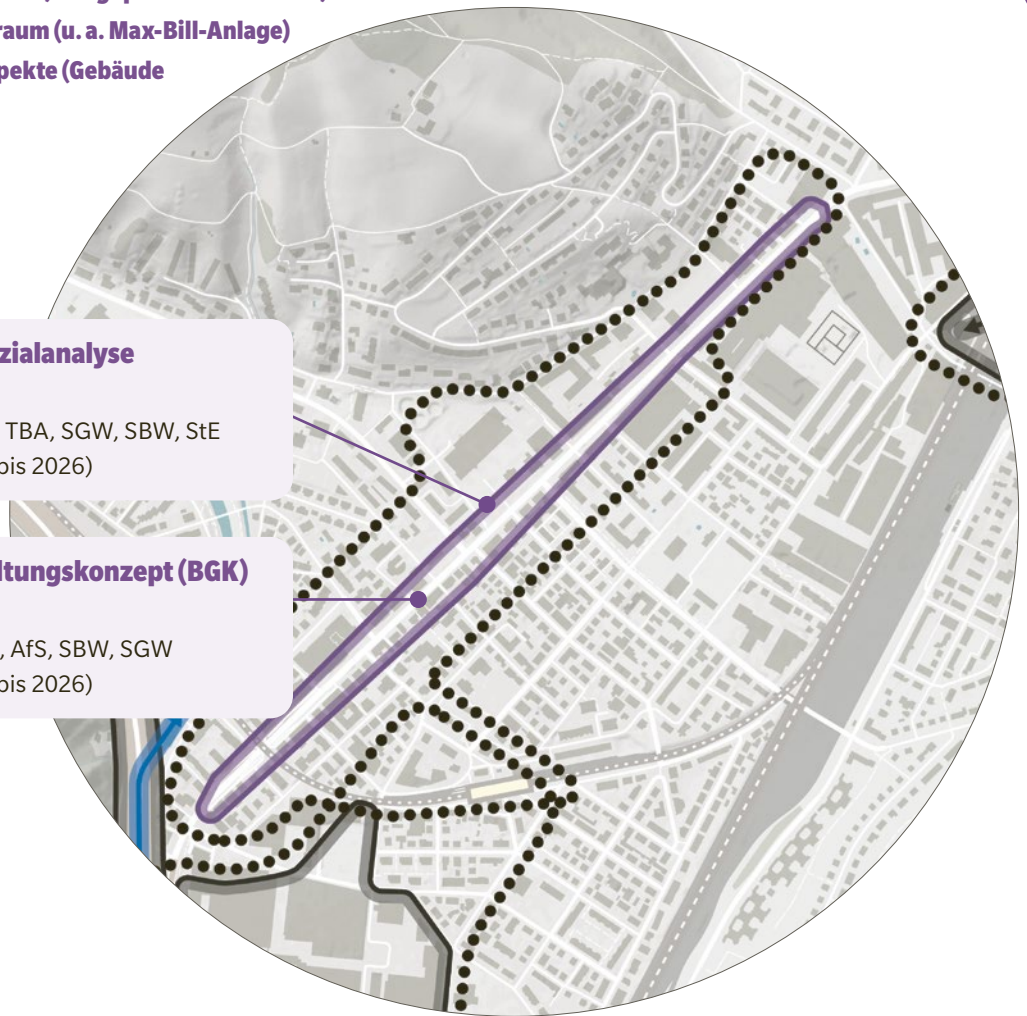 raum (u. a. Max-Bill-Anlage)
pekte (Gebäude
zialanalyse
TBA, SGW, SBW, StE
bis 2026)
ltungskonzept (BGK)
, AfS, SBW, SGW
bis 2026)